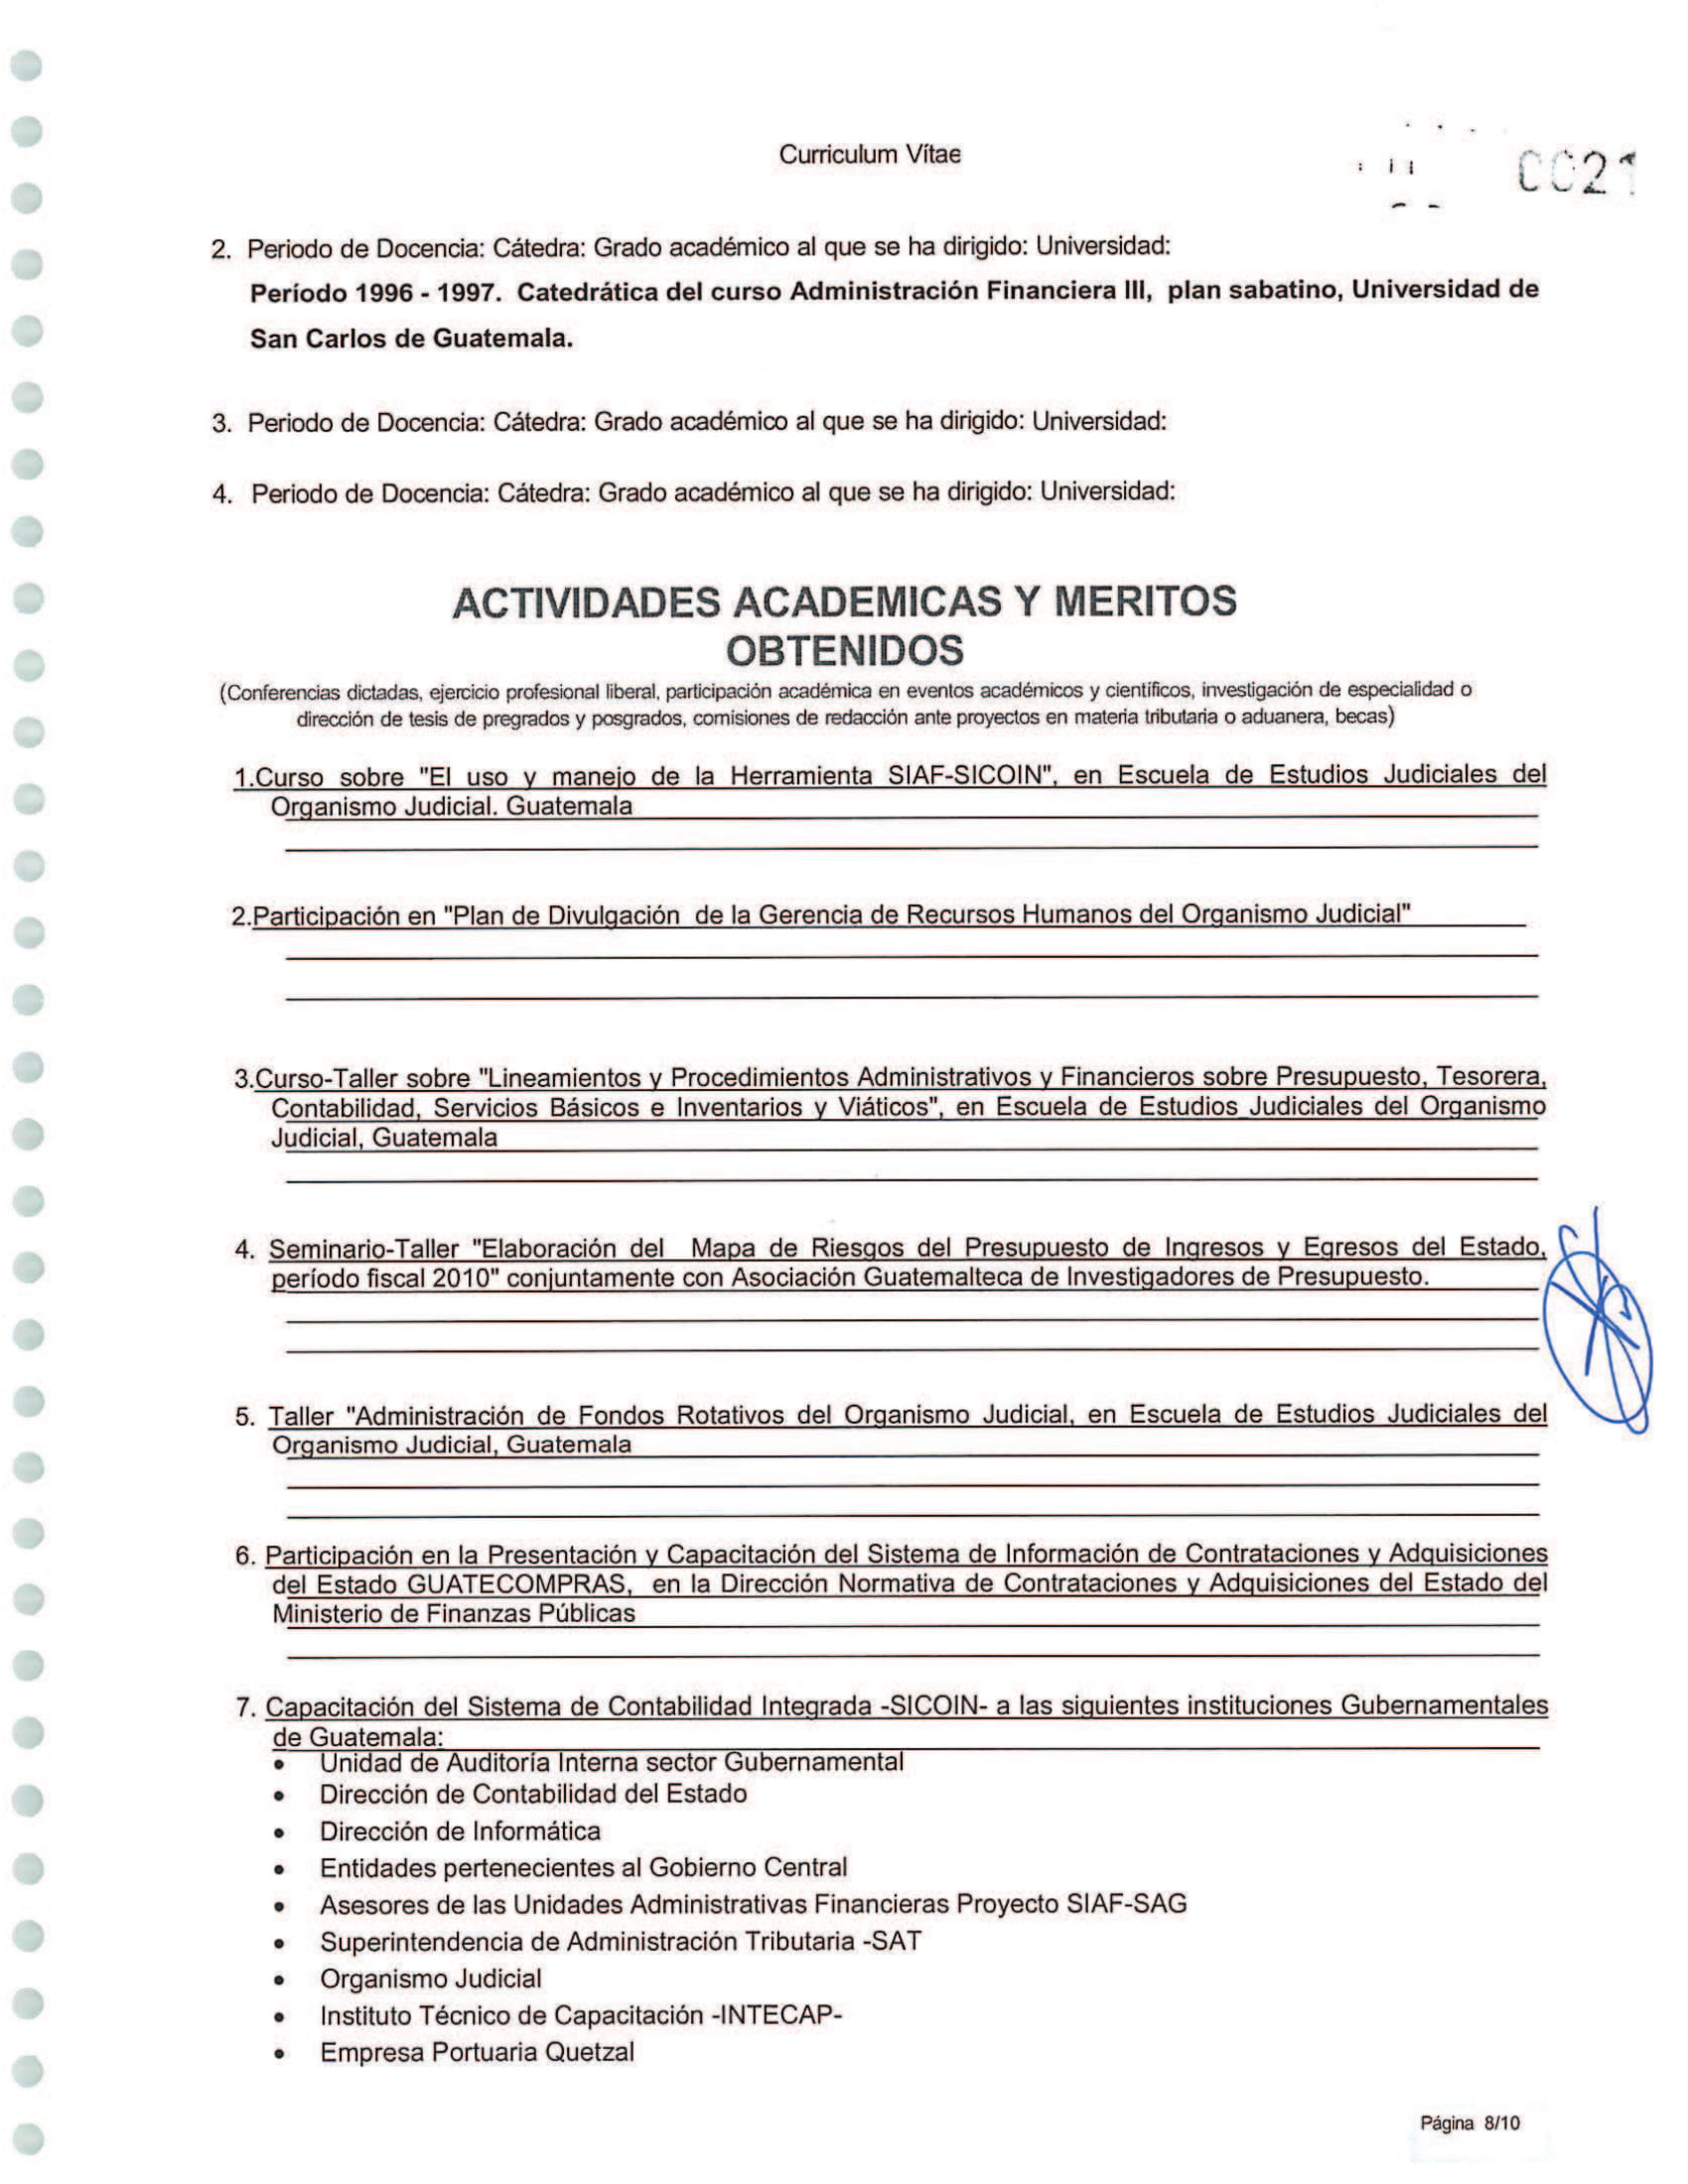 Curriculum Vítae
2. Periodo de Docencia: Cátedra: Grado académico al que se ha dirigido: Universidad:
Período 1996 - 1997. Catedrática del curso Administración Financiera III, plan sabatino, Universidad de
San Carlos de Guatemala.
3. Periodo de Docencia: Cátedra: Grado académico al que se ha dirigido: Universidad:
4. Periodo de Docencia: Cátedra: Grado académico al que se ha dirigido: Universidad:
ACTIVIDADES ACADEMICAS Y MERITOS
OBTENIDOS
(Conferencias dictadas, ejercicio profesional liberal, participación académica en eventos académicos y científicos, investigación de especialidad o
dirección de tesis de pregrados y posgrados, comisiones de redacción ante proyectos en materia tributaria o aduanera, becas)
1.Curso sobre "El uso y manejo de la Herramienta SIAF-SICOIN", en Escuela de Estudios Judiciales del
Organismo Judicial. Guatemala
2.Participación en "Plan de Divulgación de la Gerencia de Recursos Humanos del Organismo Judicial"
3.Curso-Taller sobre "Lineamientos y Procedimientos Administrativos y Financieros sobre Presupuesto, Tesorera,
Contabilidad, Servicios Básicos e Inventarios y Viáticos", en Escuela de Estudios Judiciales del Organismo
Judicial, Guatemala
4. Seminario-Taller "Elaboración del Mapa de Riesgos del Presupuesto de Ingresos y Egresos del Estado,
período fiscal 2010" conjuntamente con Asociación Guatemalteca de Investigadores de Presupuesto.
5. Taller "Administración de Fondos Rotativos del Organismo Judicial, en Escuela de Estudios Judiciales del
Organismo Judicial, Guatemala
6. Participación en la Presentación y Capacitación del Sistema de Información de Contrataciones y Adquisiciones
del Estado GUATECOMPRAS, en la Dirección Normativa de Contrataciones y Adquisiciones del Estado del
Ministerio de Finanzas Públicas
7. Capacitación del Sistema de Contabilidad Integrada -SICOIN- a las siguientes instituciones Gubernamentales
de Guatemala:
• Unidad de Auditoría Interna sector Gubernamental
• Dirección de Contabilidad del Estado
• Dirección de Informática
• Entidades pertenecientes al Gobierno Central
• Asesores de las Unidades Administrativas Financieras Proyecto SIAF-SAG
• Superintendencia de Administración Tributaria -SAT
• Organismo Judicial
• Instituto Técnico de Capacitación -INTECAP-
• Empresa Portuaria Quetzal
Página 8/10